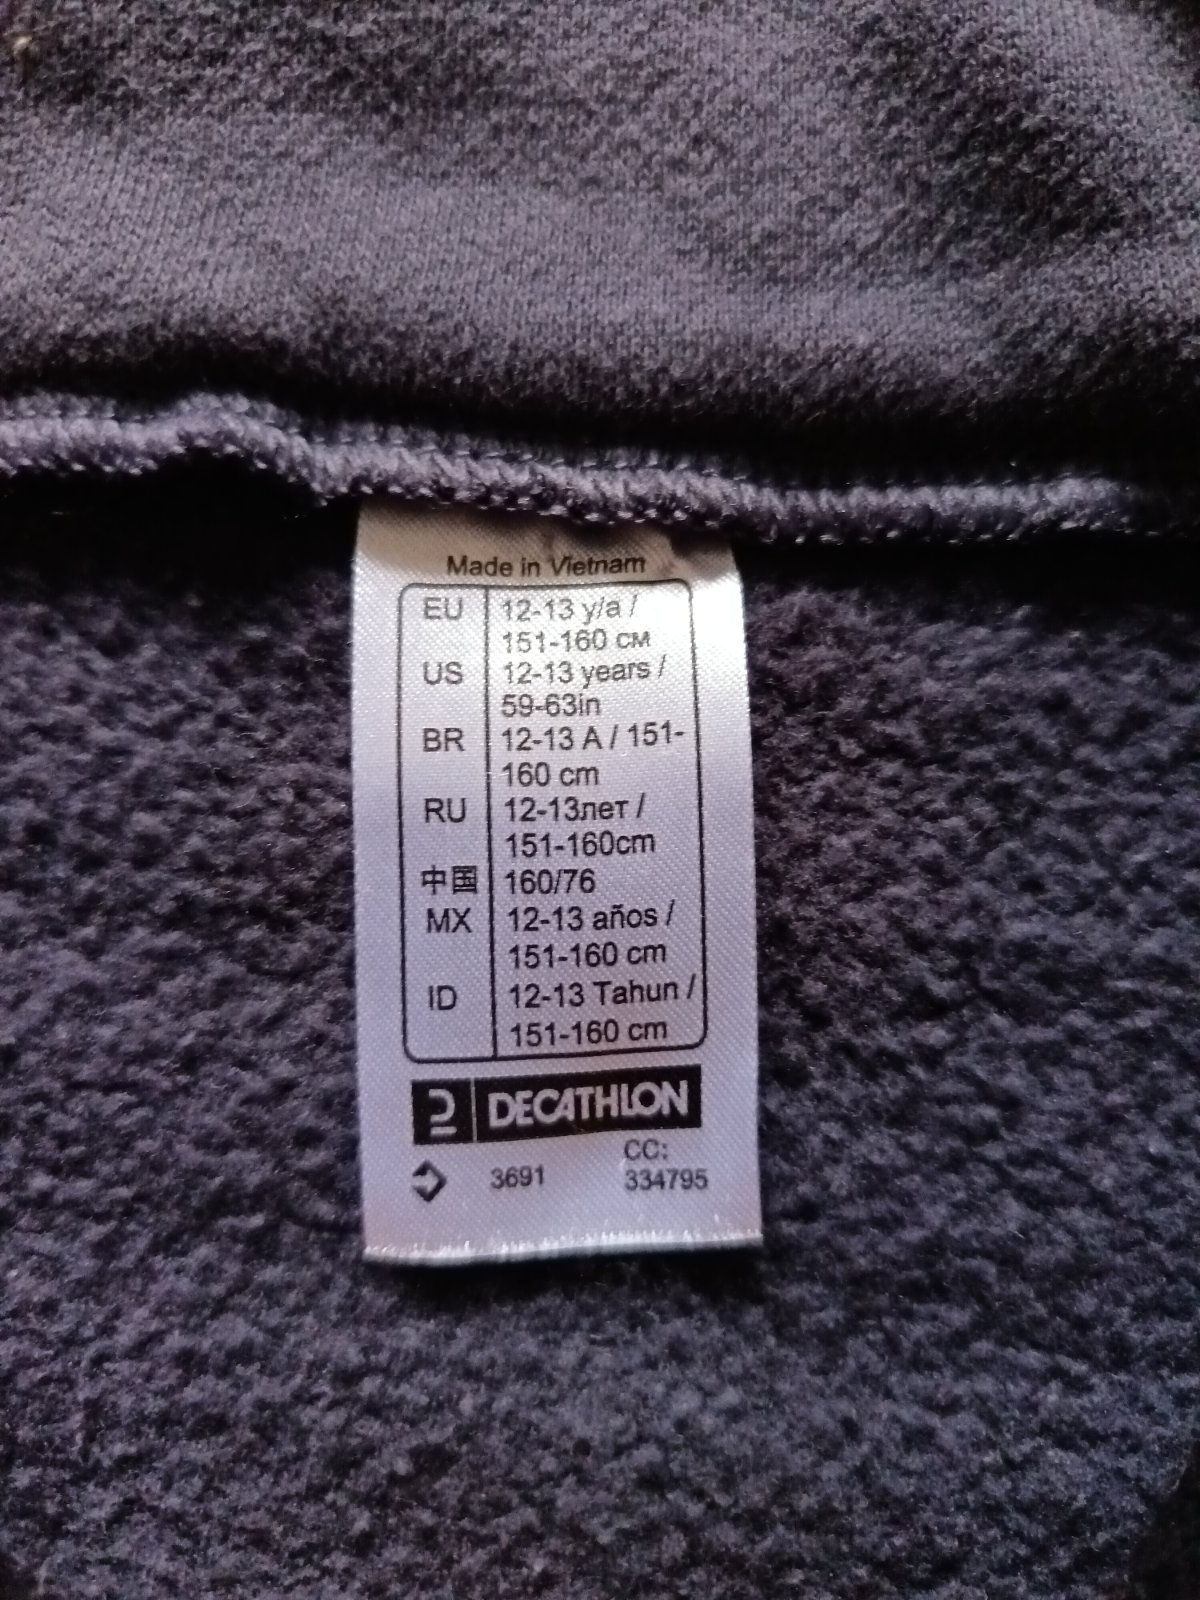 Made in Vietnam
EU 12-13 y/a /
151-160 см
US 12-13 years /
59-63in
BR 12-13 A / 151-
160 cm
RU 12-13лет /
151-160cm
中国 160/76
MX 12-13 años /
151-160 cm
ID 12-13 Tahun /
151-160 cm
DECATHLON
CC:
3691 334795